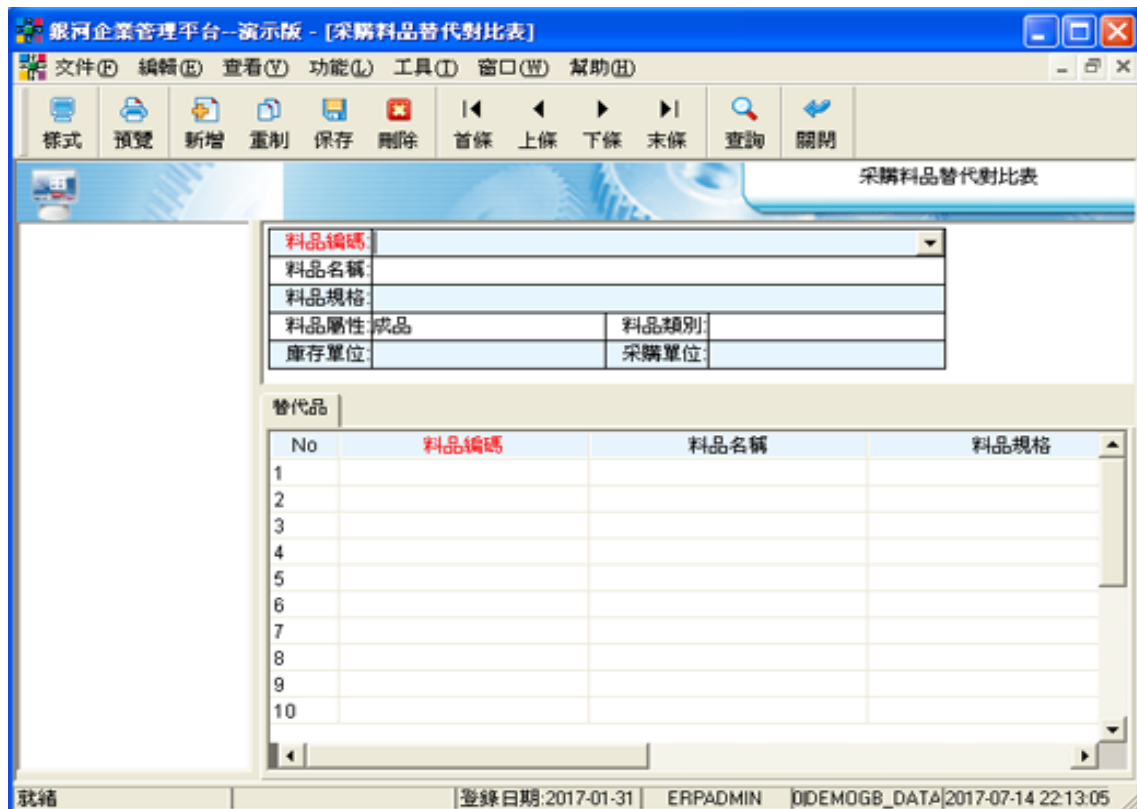 銀河企業管理平台--演示版 - [采購料品替代對比表]
文件(F) 編輯(E) 查看(V) 功能(L) 工具(T) 窗口(W) 幫助(H)
樣式 預覽 新增 重制 保存 刪除 首條 上條 下條 末條 查詢 關閉
采購料品替代對比表
料品編碼:
料品名稱:
料品規格:
料品屬性:成品 料品類別:
庫存單位: 采購單位:
替代品
No 料品編碼 料品名稱 料品規格
1
2
3
4
5
6
7
8
9
10
就緒 登錄日期:2017-01-31 ERPADMIN 0|DEMOGB_DATA 2017-07-14 22:13:05